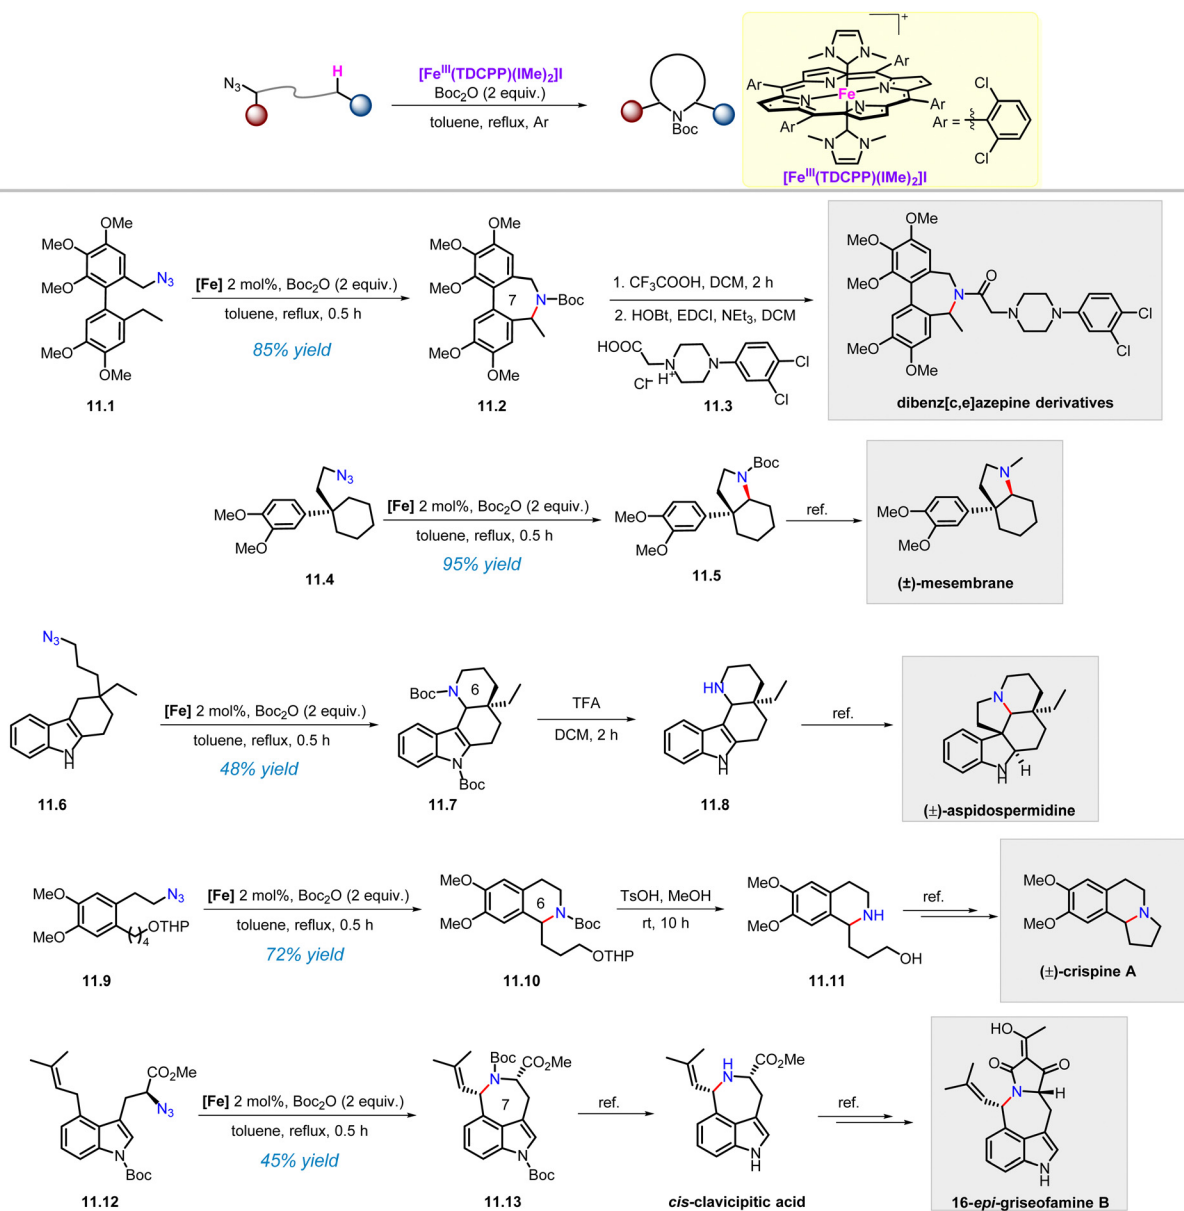 N₃
H
[Feᴵᴵᴵ(TDCPP)(IMe)₂]I
Boc₂O (2 equiv.)
toluene, reflux, Ar
N
Boc
+
N N
Ar
Ar
N N
Fe
N N
Ar
Ar
N N
Ar =
Cl
Cl
[Feᴵᴵᴵ(TDCPP)(IMe)₂]I
OMe
MeO
MeO
N₃
MeO
OMe
11.1
[Fe] 2 mol%, Boc₂O (2 equiv.)
toluene, reflux, 0.5 h
85% yield
OMe
MeO
MeO
7
N
Boc
MeO
OMe
11.2
1. CF₃COOH, DCM, 2 h
2. HOBt, EDCI, NEt₃, DCM
HOOC
N
Cl⁻ H⁺
N
Cl
Cl
11.3
OMe
MeO
MeO
O
N
N
N
Cl
Cl
MeO
OMe
dibenz[c,e]azepine derivatives
N₃
MeO
MeO
11.4
[Fe] 2 mol%, Boc₂O (2 equiv.)
toluene, reflux, 0.5 h
95% yield
Boc
N
MeO
MeO
11.5
ref.
N
MeO
MeO
(±)-mesembrane
N₃
N
H
11.6
[Fe] 2 mol%, Boc₂O (2 equiv.)
toluene, reflux, 0.5 h
48% yield
Boc
N
6
N
Boc
11.7
TFA
DCM, 2 h
HN
N
H
11.8
ref.
N
N
H
H
(±)-aspidospermidine
MeO
MeO
N₃
( )₄
OTHP
11.9
[Fe] 2 mol%, Boc₂O (2 equiv.)
toluene, reflux, 0.5 h
72% yield
MeO
MeO
6
N
Boc
OTHP
11.10
TsOH, MeOH
rt, 10 h
MeO
MeO
NH
OH
11.11
ref.
MeO
MeO
N
(±)-crispine A
CO₂Me
N₃
N
Boc
11.12
[Fe] 2 mol%, Boc₂O (2 equiv.)
toluene, reflux, 0.5 h
45% yield
Boc
CO₂Me
N
7
N
Boc
11.13
ref.
H
N
CO₂Me
N
H
cis-clavicipitic acid
ref.
HO
O
O
N
H
N
H
16-epi-griseofamine B